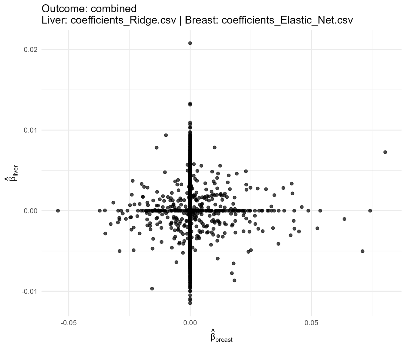 Outcome: combined
Liver: coefficients_Ridge.csv | Breast: coefficients_Elastic_Net.csv
0.02
0.01
0.00
-0.01
β̂liver
-0.05
0.00
0.05
β̂breast